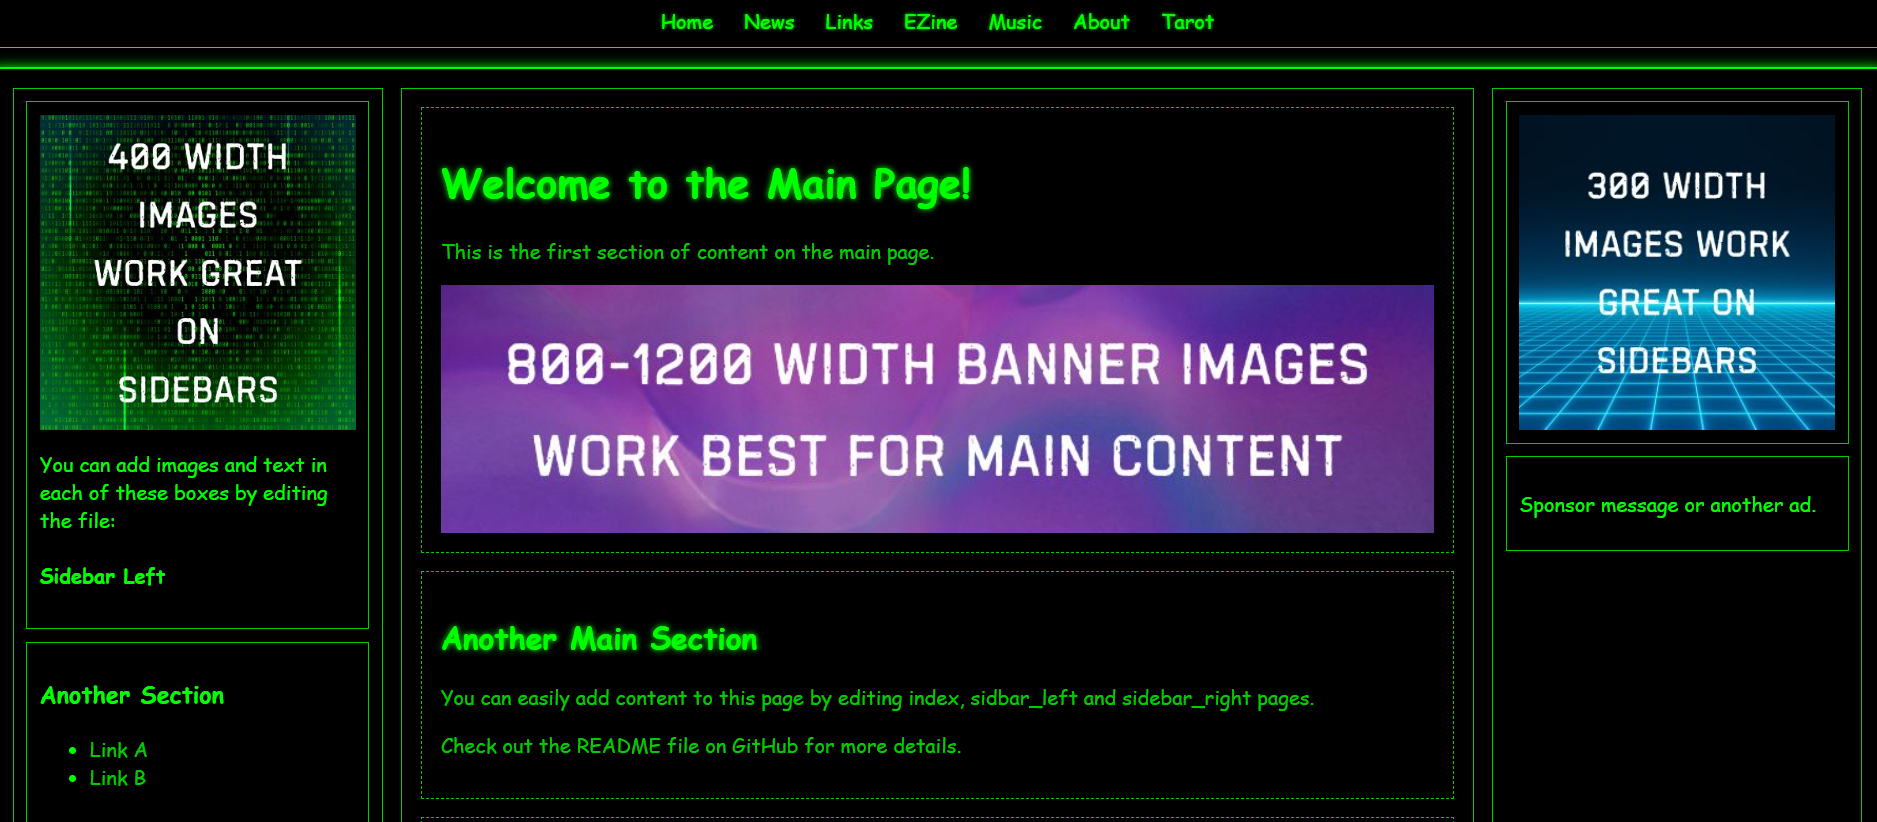 Home News Links EZine Music About Tarot
400 WIDTH
IMAGES
WORK GREAT
ON
SIDEBARS
You can add images and text in
each of these boxes by editing
the file:
Sidebar Left
Another Section
Link A
Link B
Welcome to the Main Page!
This is the first section of content on the main page.
800-1200 WIDTH BANNER IMAGES
WORK BEST FOR MAIN CONTENT
Another Main Section
You can easily add content to this page by editing index, sidbar_left and sidebar_right pages.
Check out the README file on GitHub for more details.
300 WIDTH
IMAGES WORK
GREAT ON
SIDEBARS
Sponsor message or another ad.